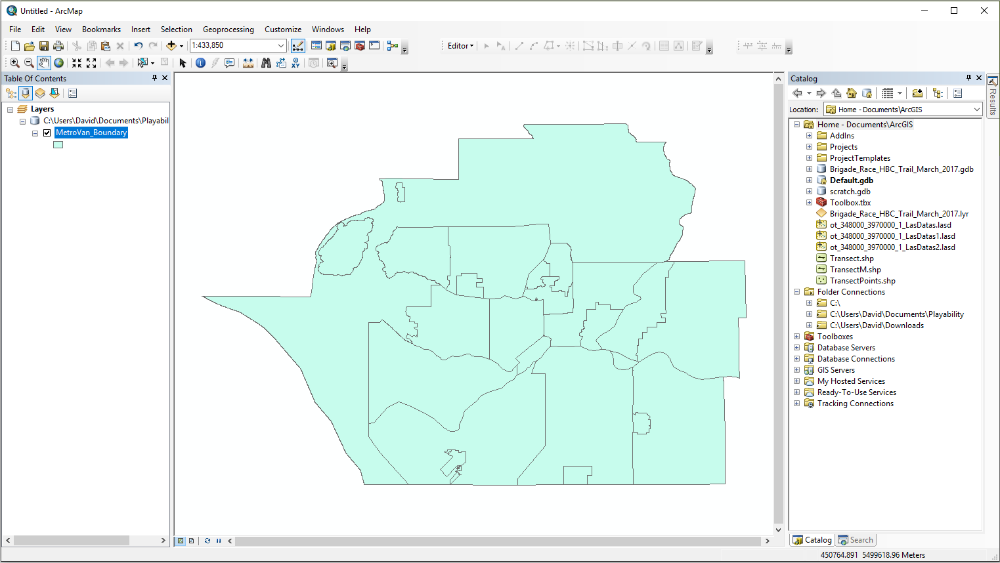 Untitled - ArcMap
File Edit View Bookmarks Insert Selection Geoprocessing Customize Windows Help
1:433,850
Editor
Table Of Contents
Layers
C:\Users\David\Documents\Playabil
MetroVan_Boundary
Catalog
Location: Home - Documents\ArcGIS
Home - Documents\ArcGIS
AddIns
Projects
ProjectTemplates
Brigade_Race_HBC_Trail_March_2017.gdb
Default.gdb
scratch.gdb
Toolbox.tbx
Brigade_Race_HBC_Trail_March_2017.lyr
ot_348000_3970000_1_LasDatas.lasd
ot_348000_3970000_1_LasDatas1.lasd
ot_348000_3970000_1_LasDatas2.lasd
Transect.shp
TransectM.shp
TransectPoints.shp
Folder Connections
C:\
C:\Users\David\Documents\Playability
C:\Users\David\Downloads
Toolboxes
Database Servers
Database Connections
GIS Servers
My Hosted Services
Ready-To-Use Services
Tracking Connections
Catalog Search
Results
450764.891 5499618.96 Meters